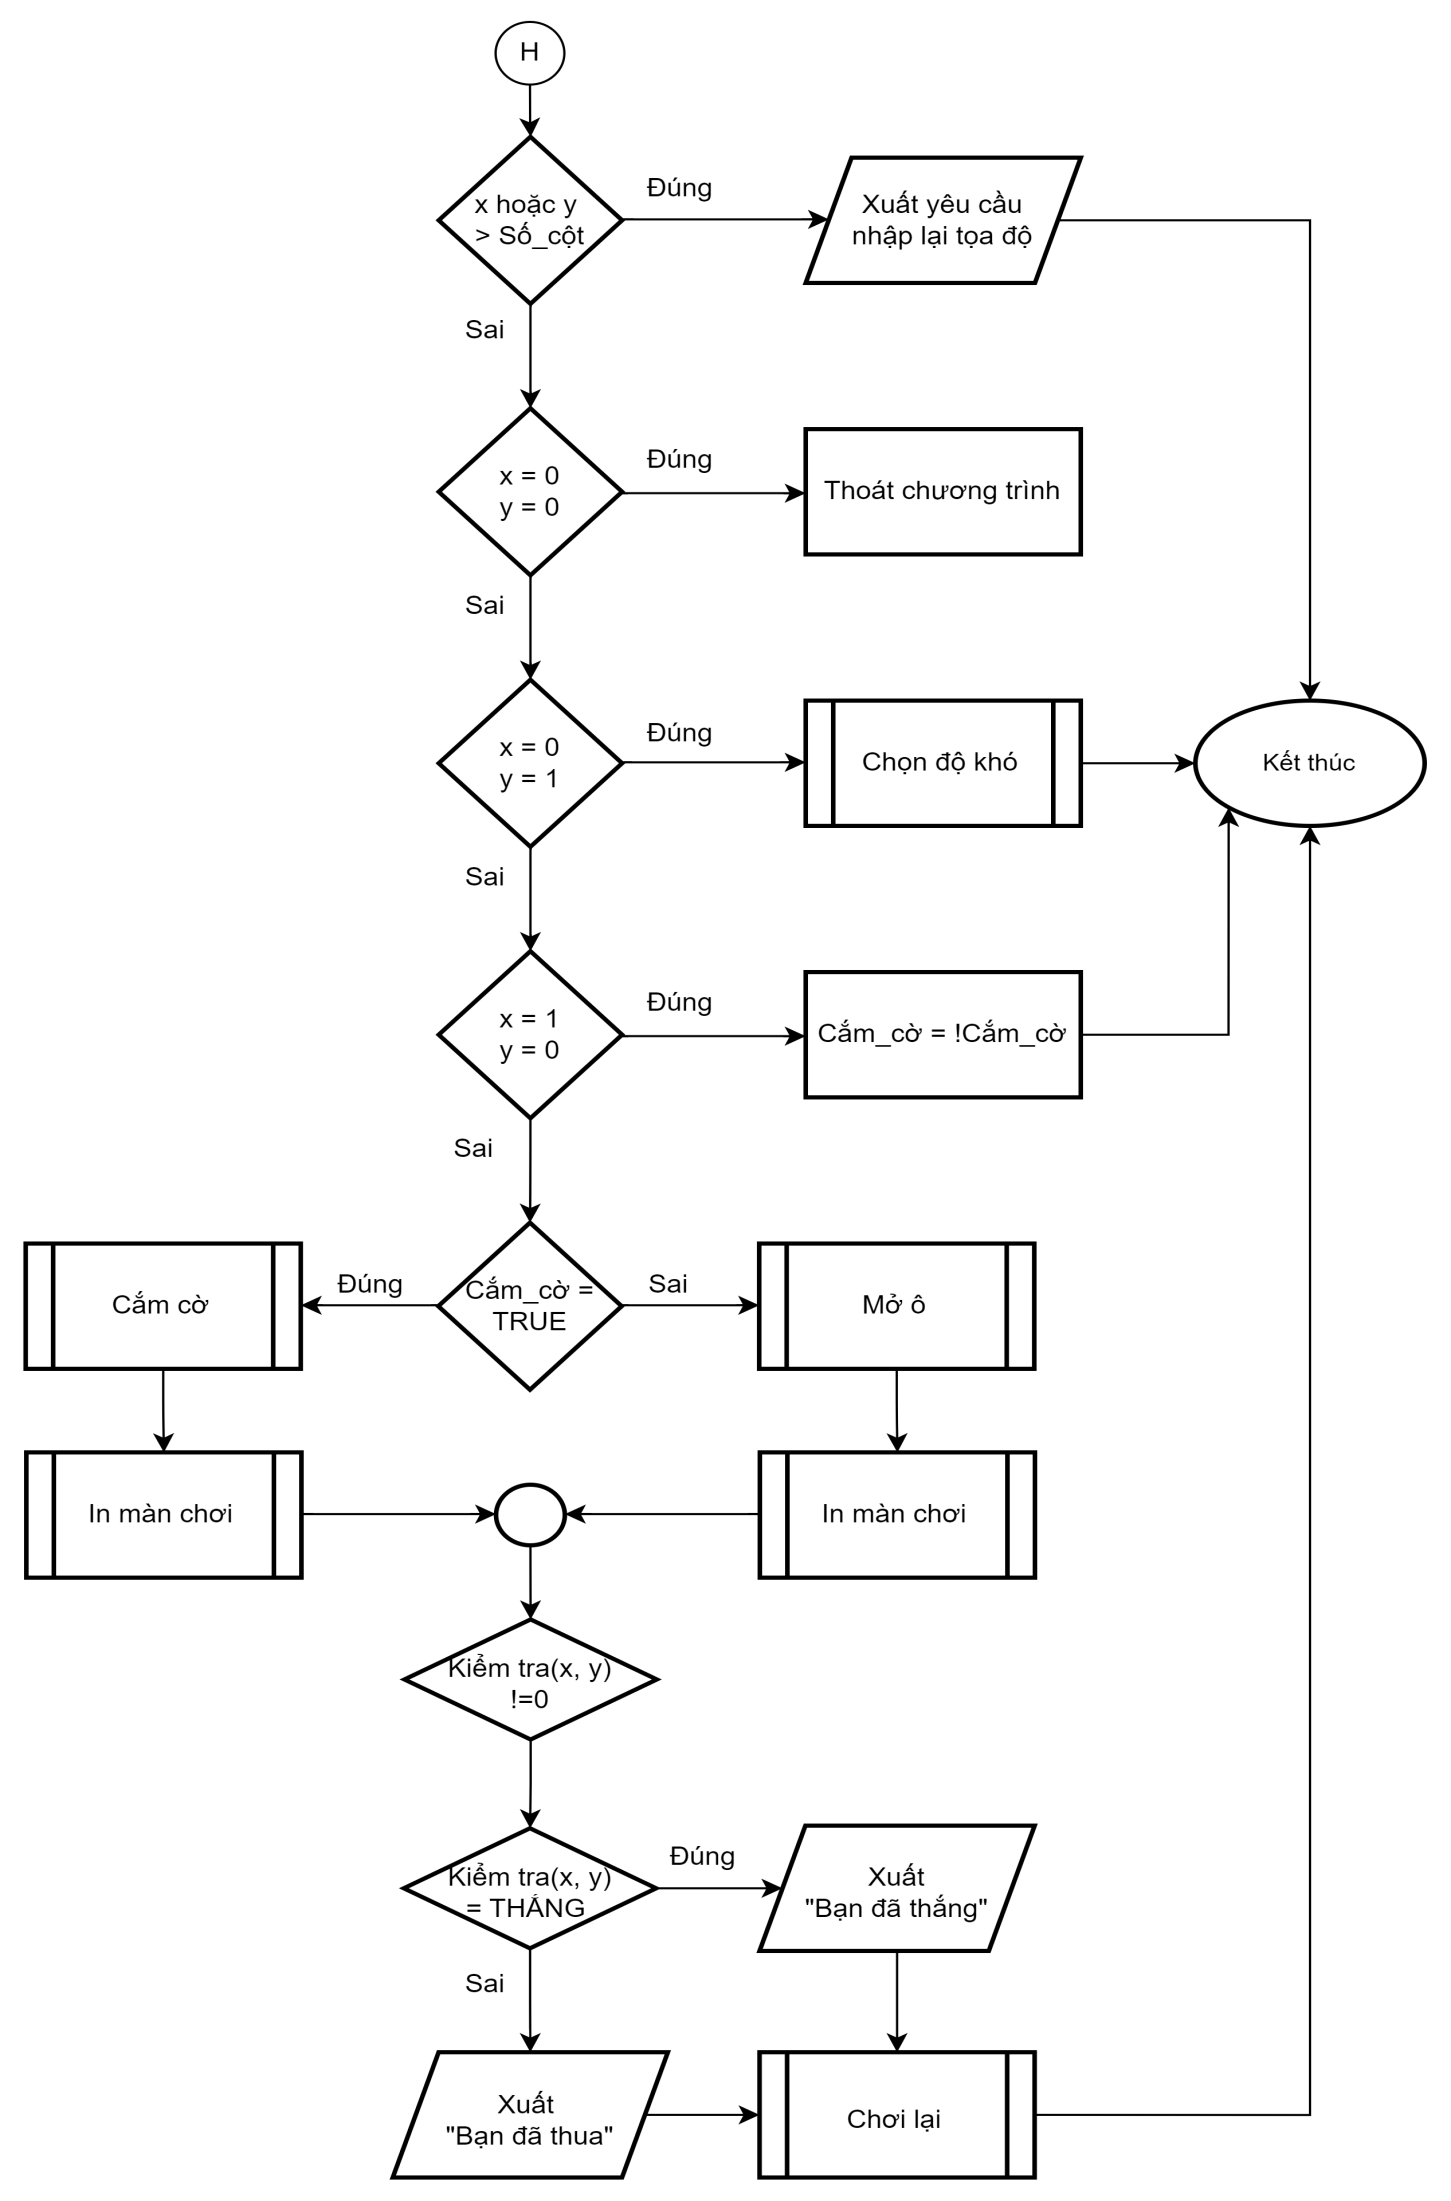 H
x hoặc y
> Số_cột
Đúng
Xuất yêu cầu
nhập lại tọa độ
Sai
x = 0
y = 0
Đúng
Thoát chương trình
Sai
x = 0
y = 1
Đúng
Chọn độ khó
Kết thúc
Sai
x = 1
y = 0
Đúng
Cắm_cờ = !Cắm_cờ
Sai
Cắm cờ
Đúng
Cắm_cờ =
TRUE
Sai
Mở ô
In màn chơi
In màn chơi
Kiểm tra(x, y)
!=0
Kiểm tra(x, y)
= THẮNG
Đúng
Xuất
"Bạn đã thắng"
Sai
Xuất
"Bạn đã thua"
Chơi lại